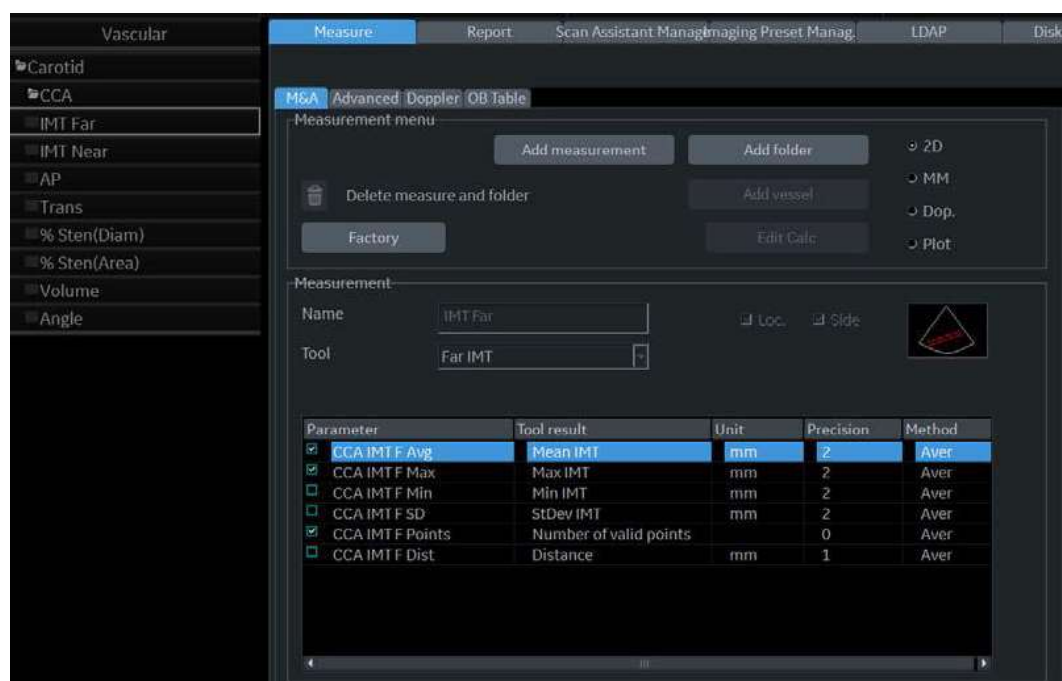 Vascular
Measure Report Scan Assistant Manag Imaging Preset Manag. LDAP Disk
Carotid
CCA
IMT Far
IMT Near
AP
Trans
% Sten(Diam)
% Sten(Area)
Volume
Angle
M&A Advanced Doppler OB Table
Measurement menu
Add measurement Add folder 2D
MM
Delete measure and folder Add vessel
Dop.
Factory Edit Calc Plot
Measurement
Name IMT Far Loc. Side
Tool Far IMT
Parameter Tool result Unit Precision Method
CCA IMT F Avg Mean IMT mm 2 Aver
CCA IMT F Max Max IMT mm 2 Aver
CCA IMT F Min Min IMT mm 2 Aver
CCA IMT F SD StDev IMT mm 2 Aver
CCA IMT F Points Number of valid points 0 Aver
CCA IMT F Dist Distance mm 1 Aver